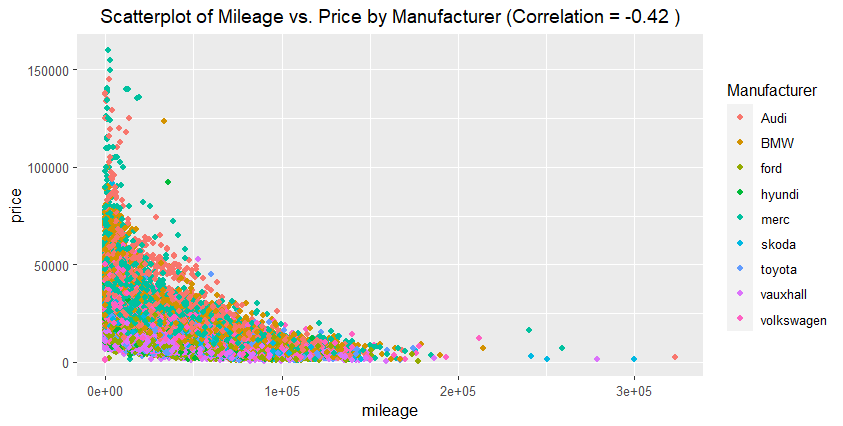 Scatterplot of Mileage vs. Price by Manufacturer (Correlation = -0.42 )
150000
100000
50000
0
price
0e+00
1e+05
2e+05
3e+05
mileage
Manufacturer
Audi
BMW
ford
hyundi
merc
skoda
toyota
vauxhall
volkswagen